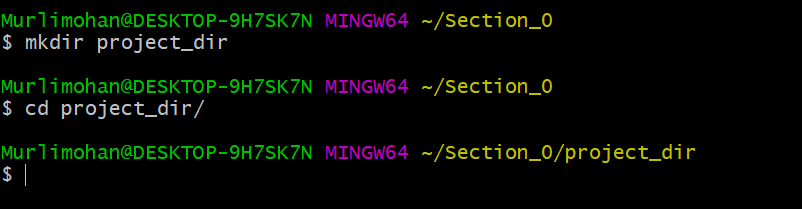 Murlimohan@DESKTOP-9H7SK7N MINGW64 ~/Section_0
$ mkdir project_dir
Murlimohan@DESKTOP-9H7SK7N MINGW64 ~/Section_0
$ cd project_dir/
Murlimohan@DESKTOP-9H7SK7N MINGW64 ~/Section_0/project_dir
$